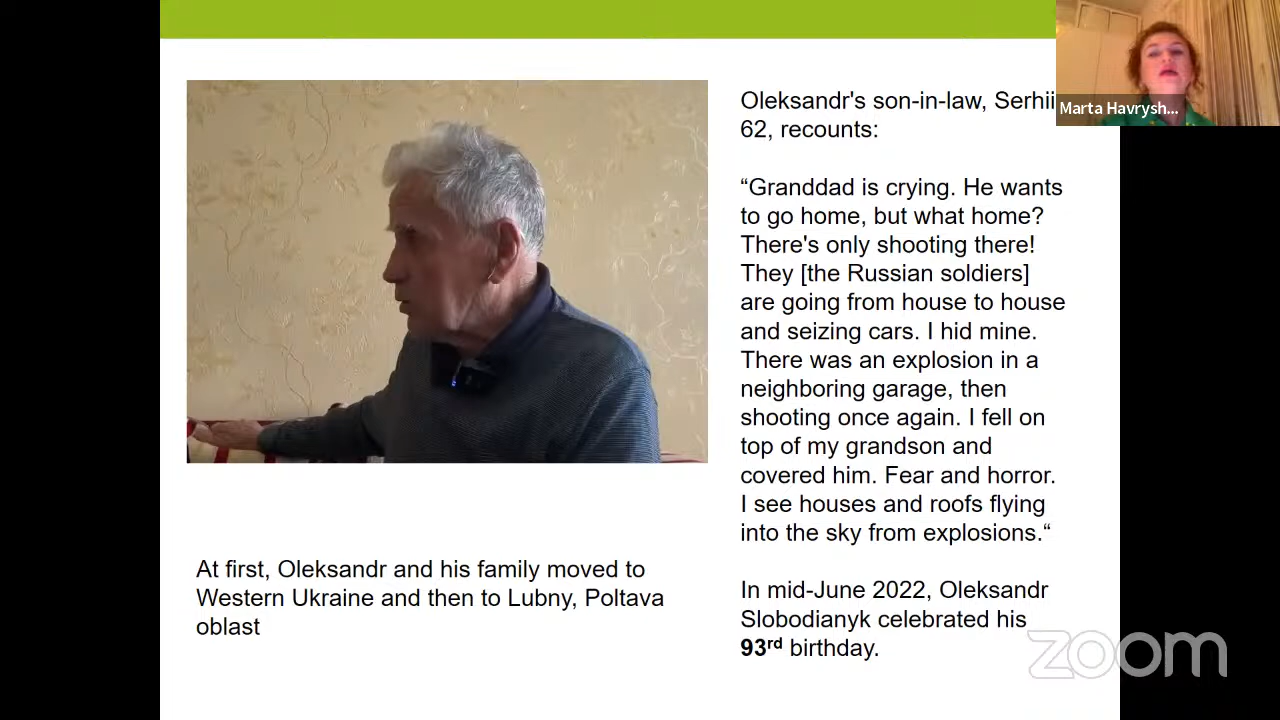 Oleksandr's son-in-law, Serhii
62, recounts:
“Granddad is crying. He wants
to go home, but what home?
There's only shooting there!
They [the Russian soldiers]
are going from house to house
and seizing cars. I hid mine.
There was an explosion in a
neighboring garage, then
shooting once again. I fell on
top of my grandson and
covered him. Fear and horror.
I see houses and roofs flying
into the sky from explosions.“
In mid-June 2022, Oleksandr
Slobodianyk celebrated his
93rd birthday.
At first, Oleksandr and his family moved to
Western Ukraine and then to Lubny, Poltava
oblast
Marta Havrysh...
zoom